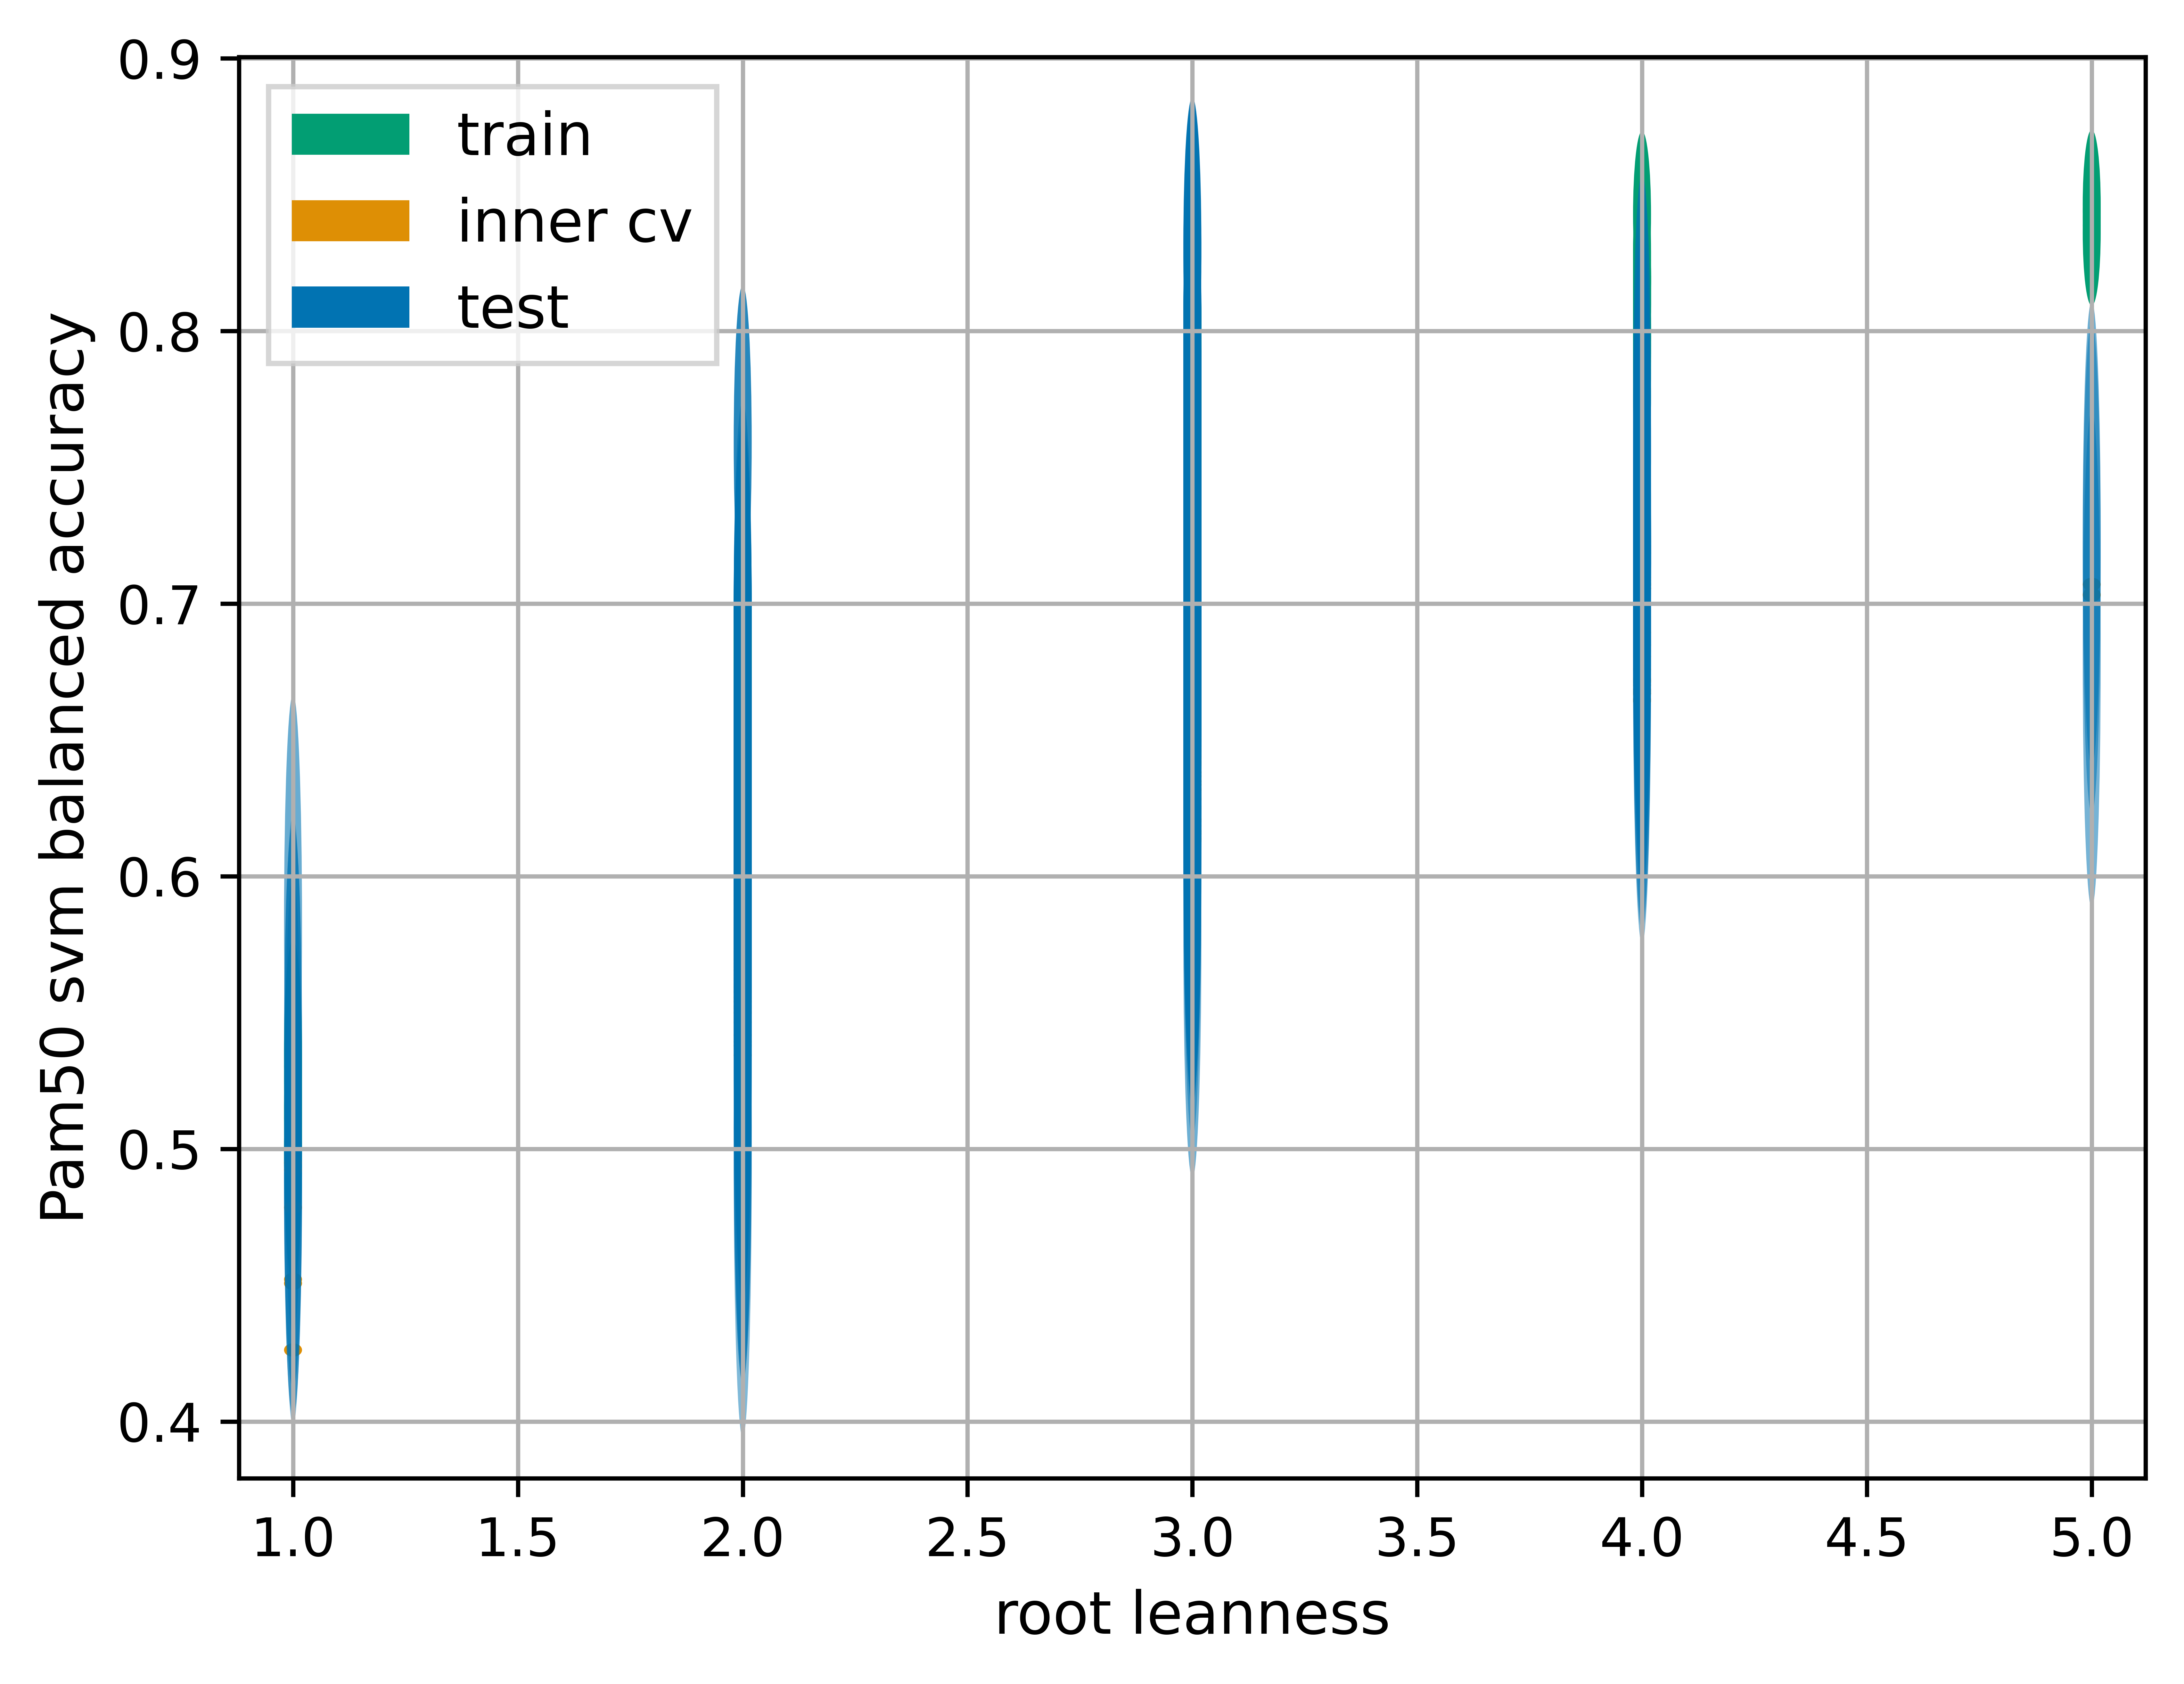 train
inner cv
test
Pam50 svm balanced accuracy
0.9
0.8
0.7
0.6
0.5
0.4
1.0 1.5 2.0 2.5 3.0 3.5 4.0 4.5 5.0
root leanness